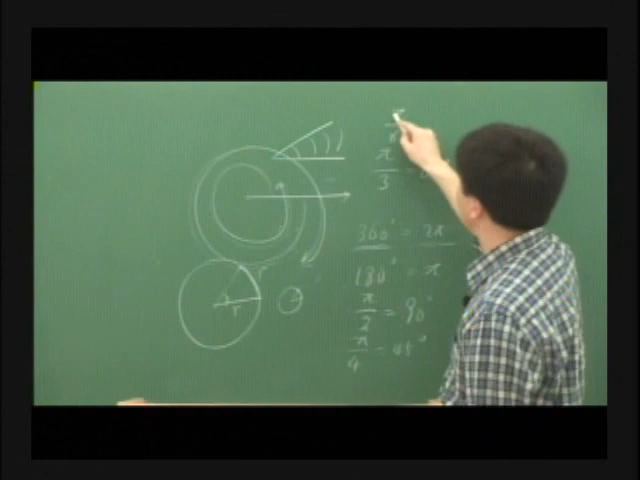 π/3
360° = 2π
180° = π
π/2 = 90°
π/4 = 45°
r
r